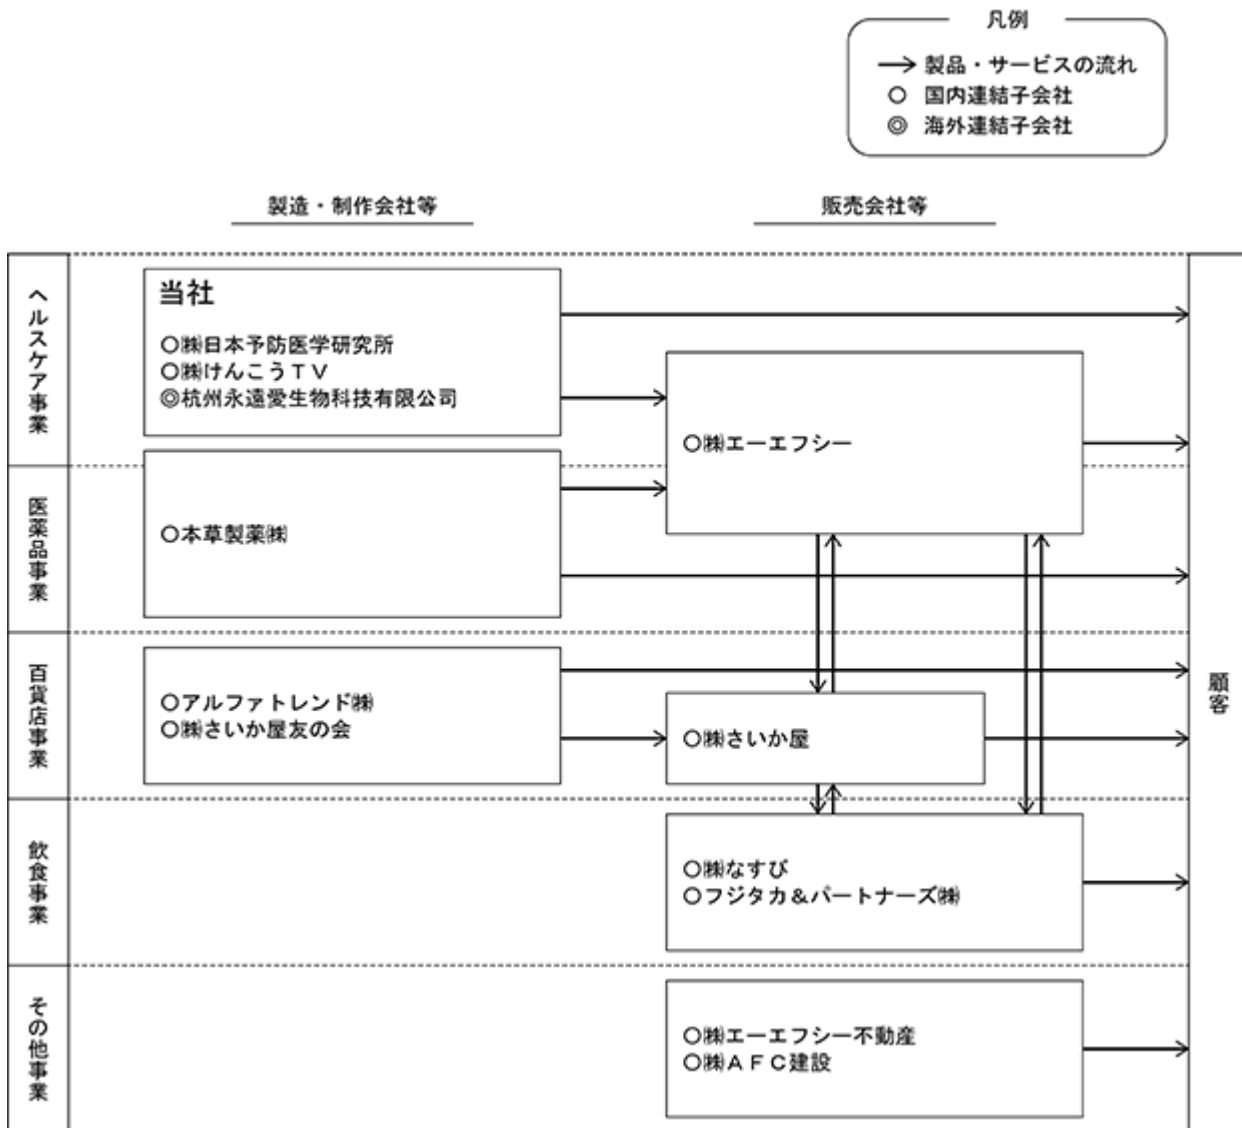 凡例
→ 製品・サービスの流れ
○ 国内連結子会社
◎ 海外連結子会社
製造・制作会社等
販売会社等
ヘルスケア事業
当社
○㈱日本予防医学研究所
○㈱けんこうTV
◎杭州永遠愛生物科技有限公司
○㈱エーエフシー
医薬品事業
○本草製薬㈱
百貨店事業
○アルファトレンド㈱
○㈱さいか屋友の会
○㈱さいか屋
顧客
飲食事業
○㈱なすび
○フジタカ&パートナーズ㈱
その他事業
○㈱エーエフシー不動産
○㈱AFC建設